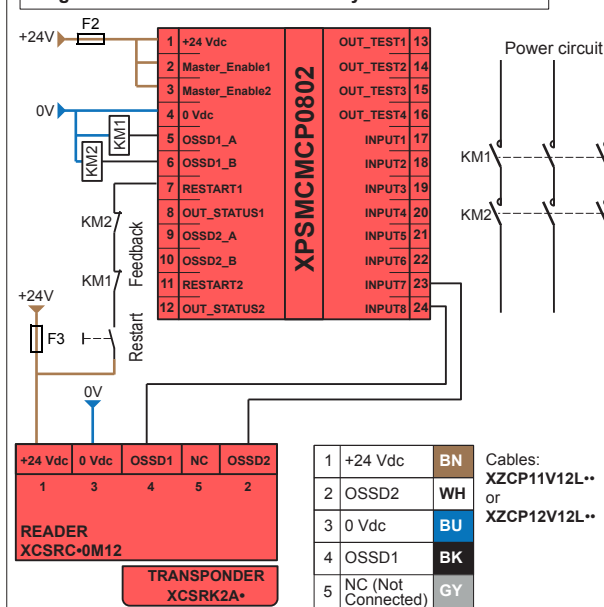 +24V
F2
0V
KM1
KM2
1 +24 Vdc
2 Master_Enable1
3 Master_Enable2
4 0 Vdc
5 OSSD1_A
6 OSSD1_B
7 RESTART1
8 OUT_STATUS1
9 OSSD2_A
10 OSSD2_B
11 RESTART2
12 OUT_STATUS2
XPSMCMCP0802
OUT_TEST1 13
OUT_TEST2 14
OUT_TEST3 15
OUT_TEST4 16
INPUT1 17
INPUT2 18
INPUT3 19
INPUT4 20
INPUT5 21
INPUT6 22
INPUT7 23
INPUT8 24
Power circuit
KM1
KM2
KM2
KM1
Feedback
Restart
+24V
F3
0V
+24 Vdc 0 Vdc OSSD1 NC OSSD2
1 3 4 5 2
READER
XCSRC•0M12
TRANSPONDER
XCSRK2A•
1 +24 Vdc BN
2 OSSD2 WH
3 0 Vdc BU
4 OSSD1 BK
5 NC (Not
Connected) GY
Cables:
XZCP11V12L••
or
XZCP12V12L••